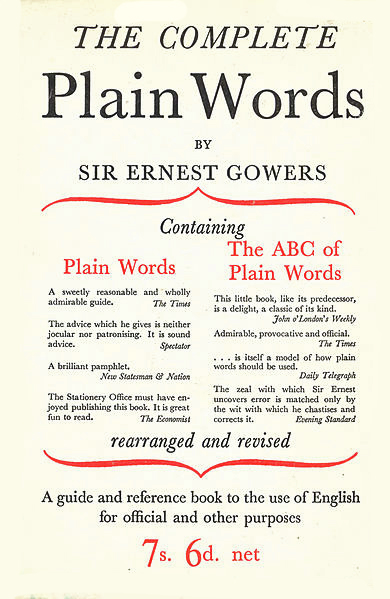 THE COMPLETE
Plain Words
BY
SIR ERNEST GOWERS
Containing
Plain Words
A sweetly reasonable and wholly
admirable guide. The Times
The advice which he gives is neither
jocular nor patronising. It is sound
advice. Spectator
A brilliant pamphlet.
New Statesman & Nation
The Stationery Office must have en-
joyed publishing this book. It is great
fun to read. The Economist
The ABC of
Plain Words
This little book, like its predecessor,
is a delight, a classic of its kind.
John o'London's Weekly
Admirable, provocative and official.
The Times
. . . is itself a model of how plain
words should be used.
Daily Telegraph
The zeal with which Sir Ernest
uncovers error is matched only by
the wit with which he chastises and
corrects it. Evening Standard
rearranged and revised
A guide and reference book to the use of English
for official and other purposes
7s. 6d. net